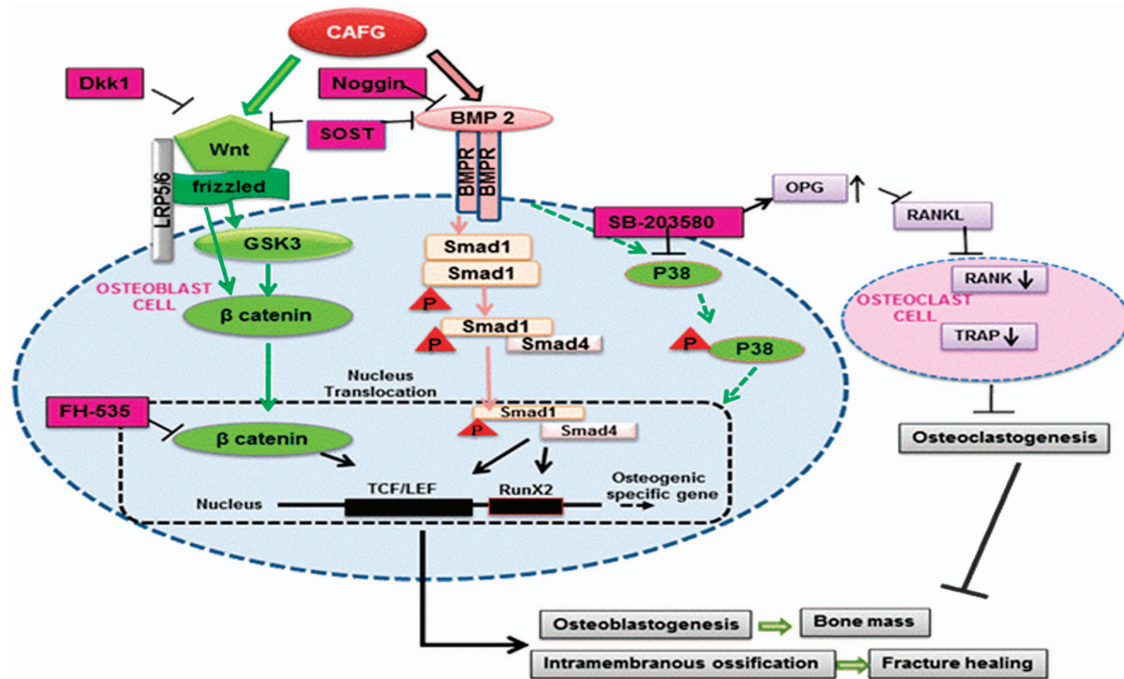 CAFG
Dkk1
Noggin
SOST
BMP 2
Wnt
LRP5/6
frizzled
BMPR
BMPR
OPG
RANKL
SB-203580
GSK3
Smad1
Smad1
P
P38
RANK
OSTEOCLAST
CELL
TRAP
OSTEOBLAST
CELL
β catenin
Smad1
P
Smad4
P
P38
Nucleus
Translocation
FH-535
β catenin
Smad1
P
Smad4
Osteoclastogenesis
TCF/LEF
RunX2
Osteogenic
specific gene
Nucleus
Osteoblastogenesis
Bone mass
Intramembranous ossification
Fracture healing